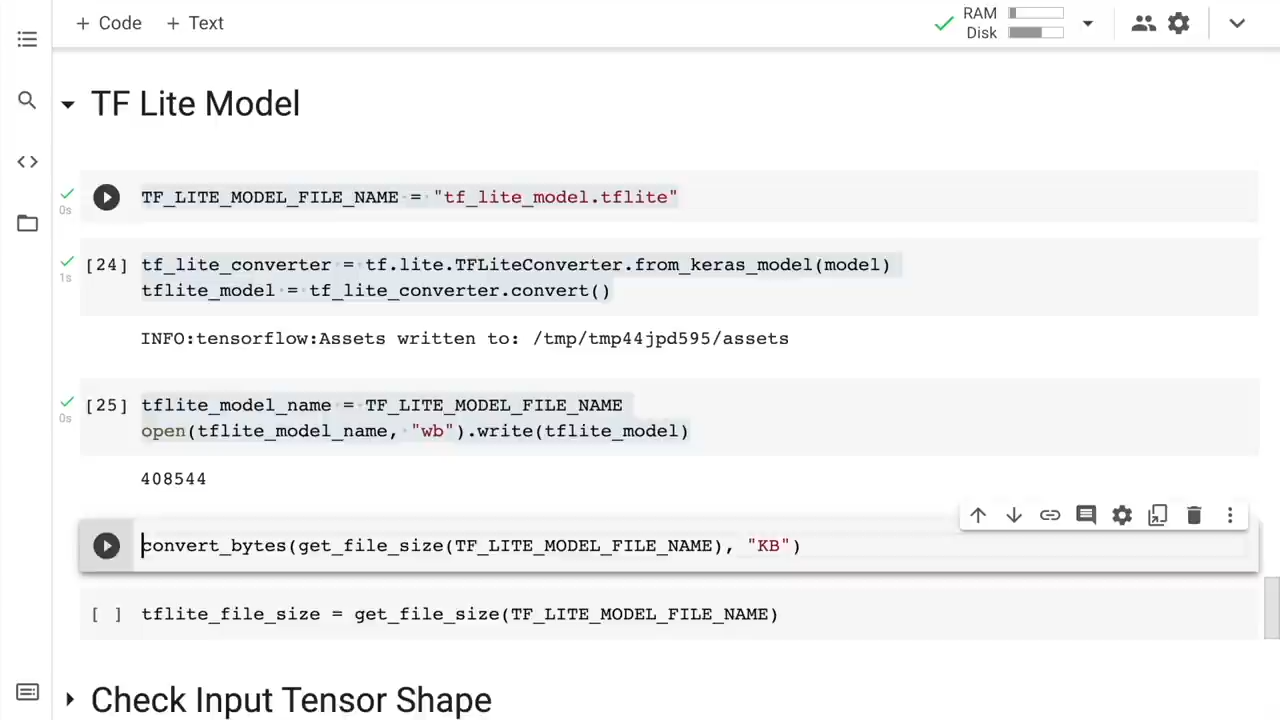 + Code + Text
RAM
Disk
TF Lite Model
0s
TF_LITE_MODEL_FILE_NAME = "tf_lite_model.tflite"
1s
[24] tf_lite_converter = tf.lite.TFLiteConverter.from_keras_model(model)
tflite_model = tf_lite_converter.convert()
INFO:tensorflow:Assets written to: /tmp/tmp44jpd595/assets
0s
[25] tflite_model_name = TF_LITE_MODEL_FILE_NAME
open(tflite_model_name, "wb").write(tflite_model)
408544
convert_bytes(get_file_size(TF_LITE_MODEL_FILE_NAME), "KB")
[ ] tflite_file_size = get_file_size(TF_LITE_MODEL_FILE_NAME)
Check Input Tensor Shape